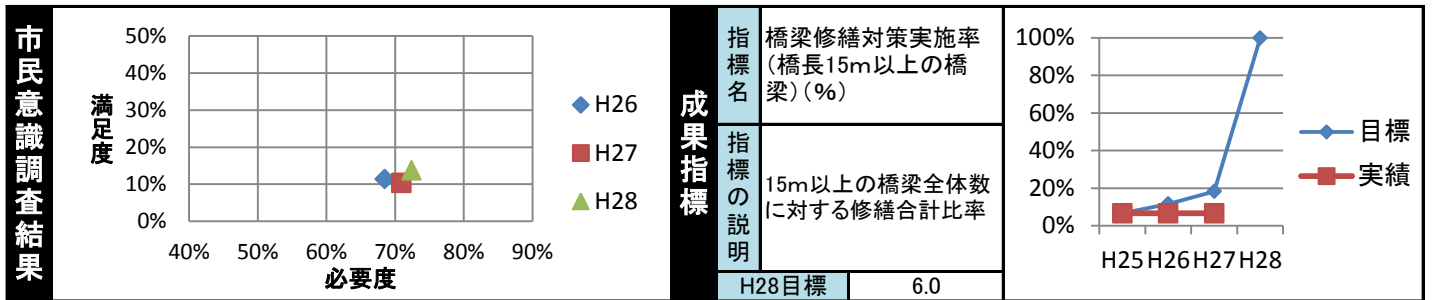 市民意識調査結果
50%
40%
30%
20%
10%
0%
満足度
40% 50% 60% 70% 80% 90%
必要度
H26
H27
H28
成果指標
指標名
橋梁修繕対策実施率
(橋長15m以上の橋
梁)(%)
指標の説明
15m以上の橋梁全体数
に対する修繕合計比率
H28目標 6.0
100%
80%
60%
40%
20%
0%
H25 H26 H27 H28
目標
実績